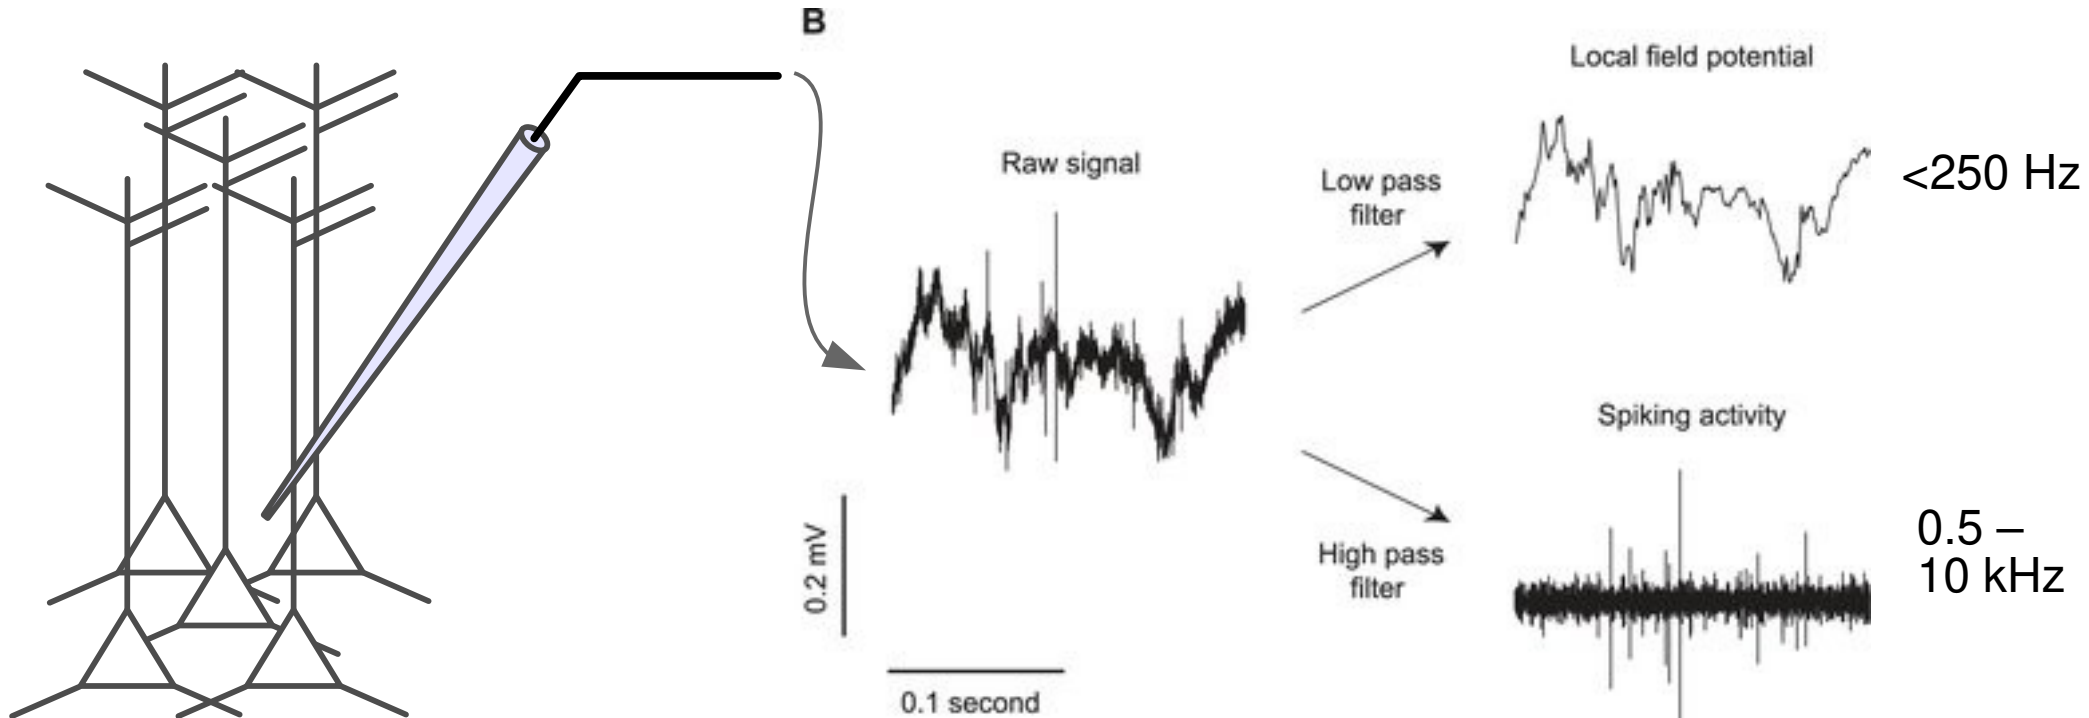 B
Raw signal
0.2 mV
0.1 second
Low pass
filter
High pass
filter
Local field potential
<250 Hz
Spiking activity
0.5 –
10 kHz